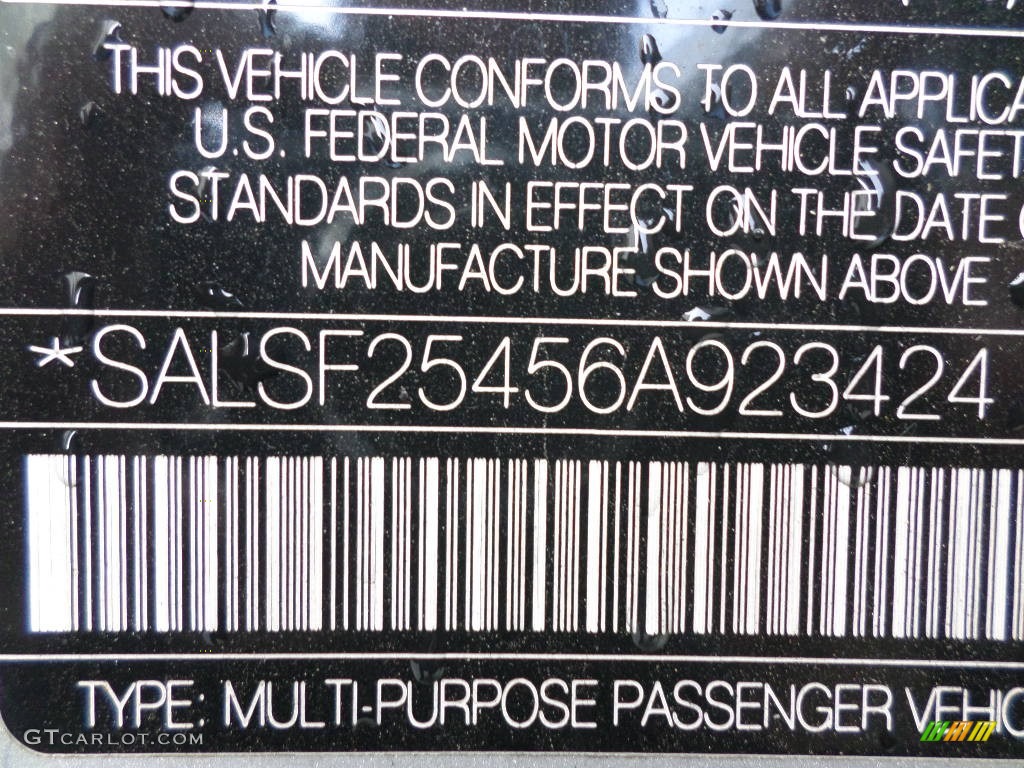 THIS VEHICLE CONFORMS TO ALL APPLICA
U.S. FEDERAL MOTOR VEHICLE SAFET
STANDARDS IN EFFECT ON THE DATE O
MANUFACTURE SHOWN ABOVE
*SALSF25456A923424
TYPE: MULTI-PURPOSE PASSENGER VEHIC
GTCARLOT.COM